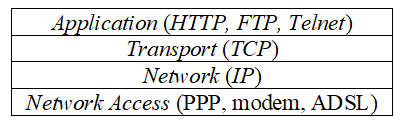 Application (HTTP, FTP, Telnet)
Transport (TCP)
Network (IP)
Network Access (PPP, modem, ADSL)